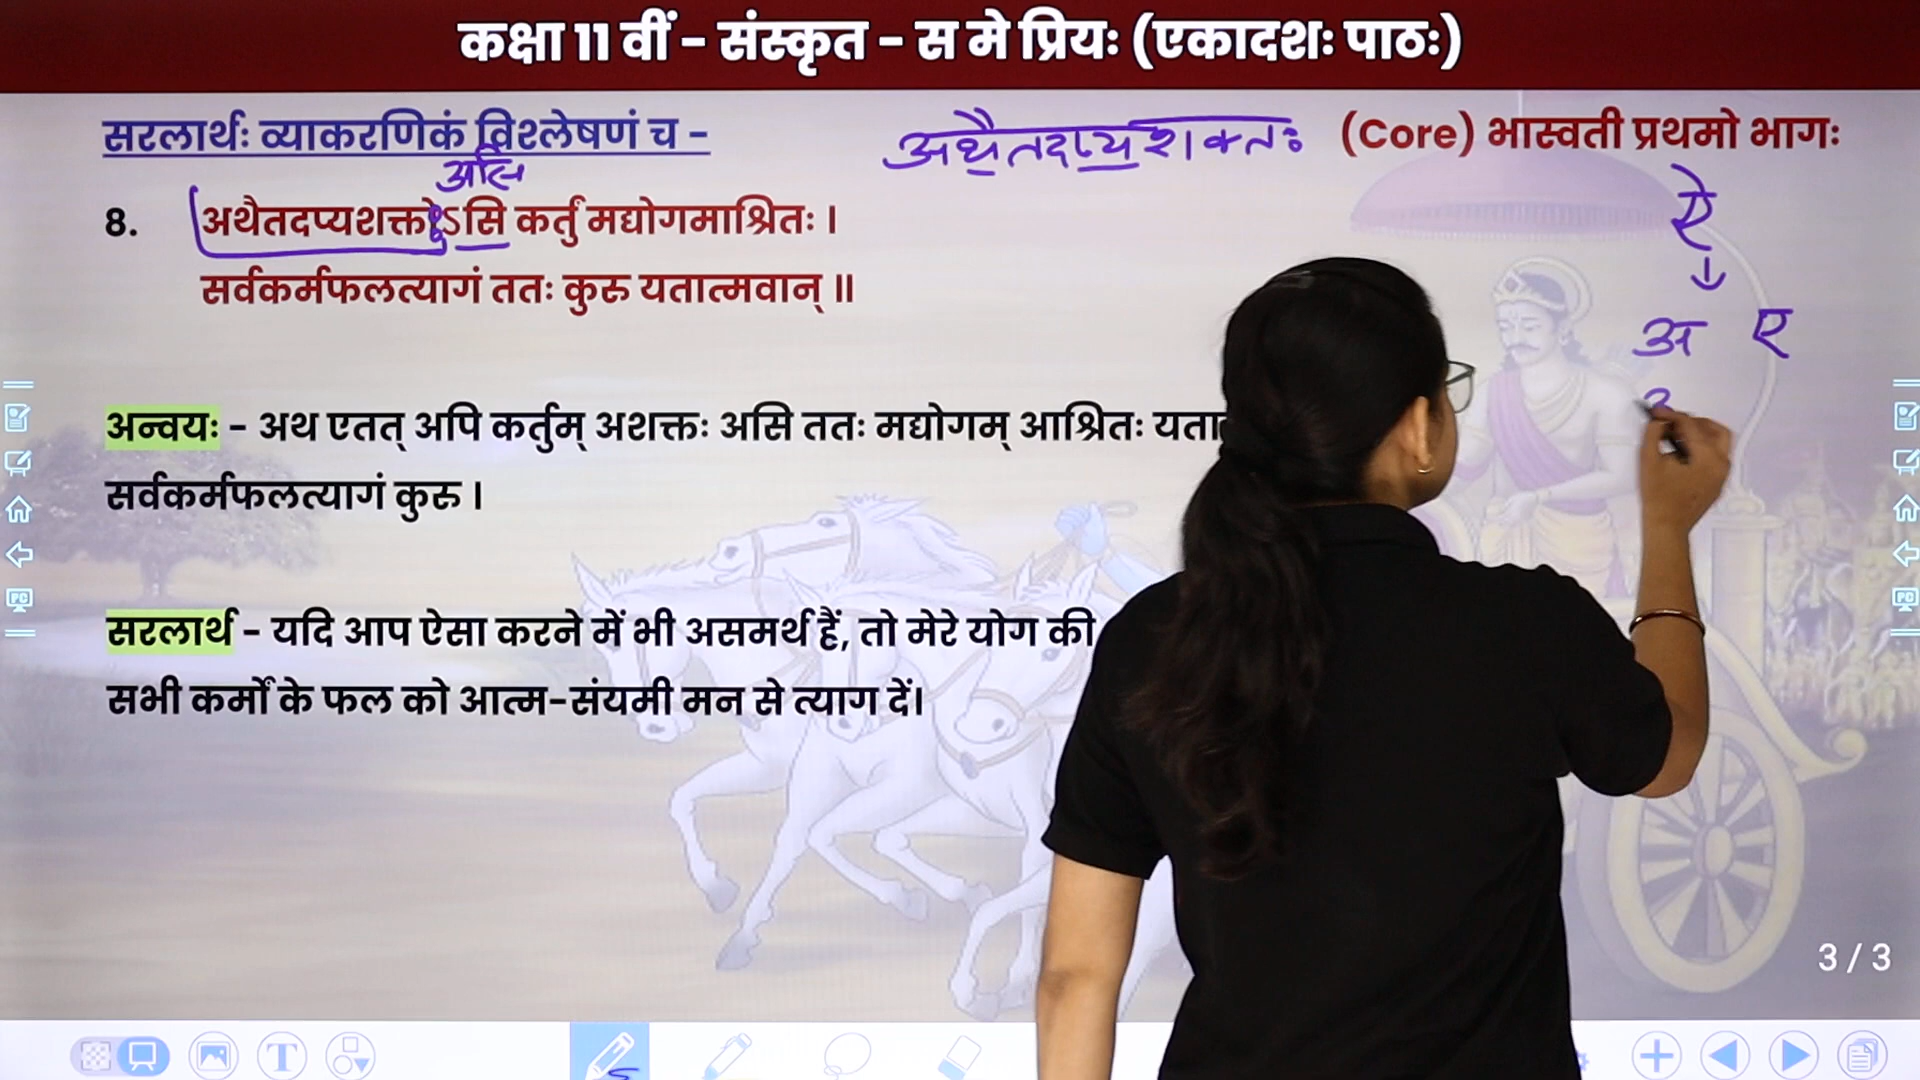 कक्षा 11 वीं - संस्कृत - स मे प्रियः (एकादशः पाठः)
सरलार्थः व्याकरणिकं विश्लेषणं च -
अथैतदप्यशक्तः
(Core) भास्वती प्रथमो भागः
असि
8. अथैतदप्यशक्तोऽसि कर्तुं मद्योगमाश्रितः ।
सर्वकर्मफलत्यागं ततः कुरु यतात्मवान् ॥
ऐ
अ ए
अन्वयः - अथ एतत् अपि कर्तुम् अशक्तः असि ततः मद्योगम् आश्रितः
सर्वकर्मफलत्यागं कुरु ।
सरलार्थ - यदि आप ऐसा करने में भी असमर्थ हैं, तो मेरे योग की
सभी कर्मों के फल को आत्म-संयमी मन से त्याग दें।
3 / 3